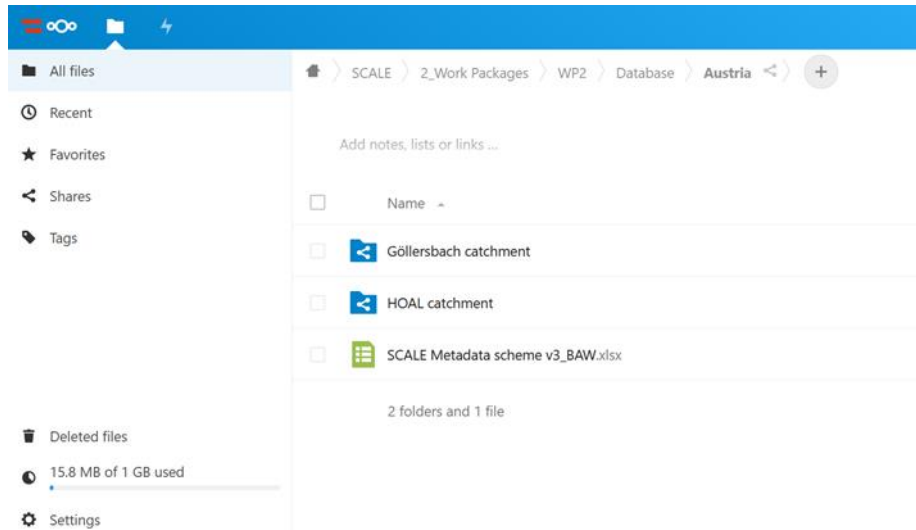 All files
Recent
Favorites
Shares
Tags
Deleted files
15.8 MB of 1 GB used
Settings
SCALE 2_Work Packages WP2 Database Austria +
Add notes, lists or links ...
Name
Göllersbach catchment
HOAL catchment
SCALE Metadata scheme v3_BAW.xlsx
2 folders and 1 file